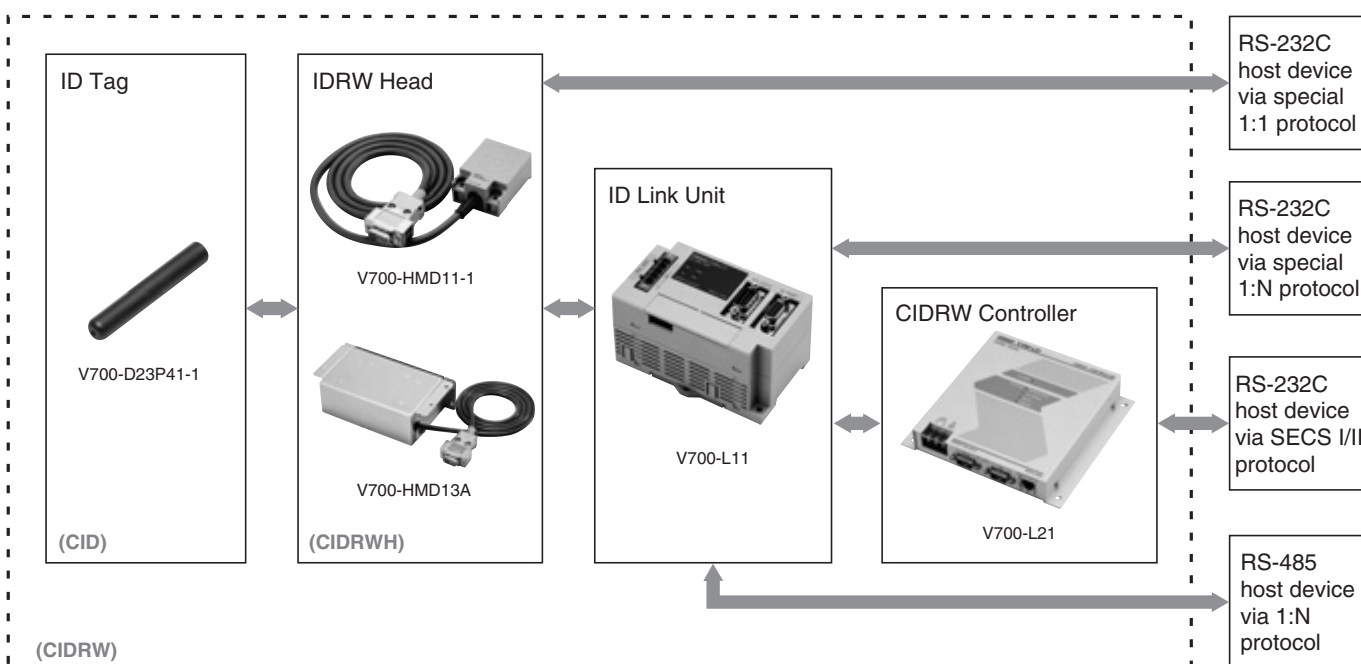 ID Tag
V700-D23P41-1
(CID)
IDRW Head
V700-HMD11-1
V700-HMD13A
(CIDRWH)
ID Link Unit
V700-L11
CIDRW Controller
V700-L21
(CIDRW)
RS-232C
host device
via special
1:1 protocol
RS-232C
host device
via special
1:N protocol
RS-232C
host device
via SECS I/II
protocol
RS-485
host device
via 1:N
protocol